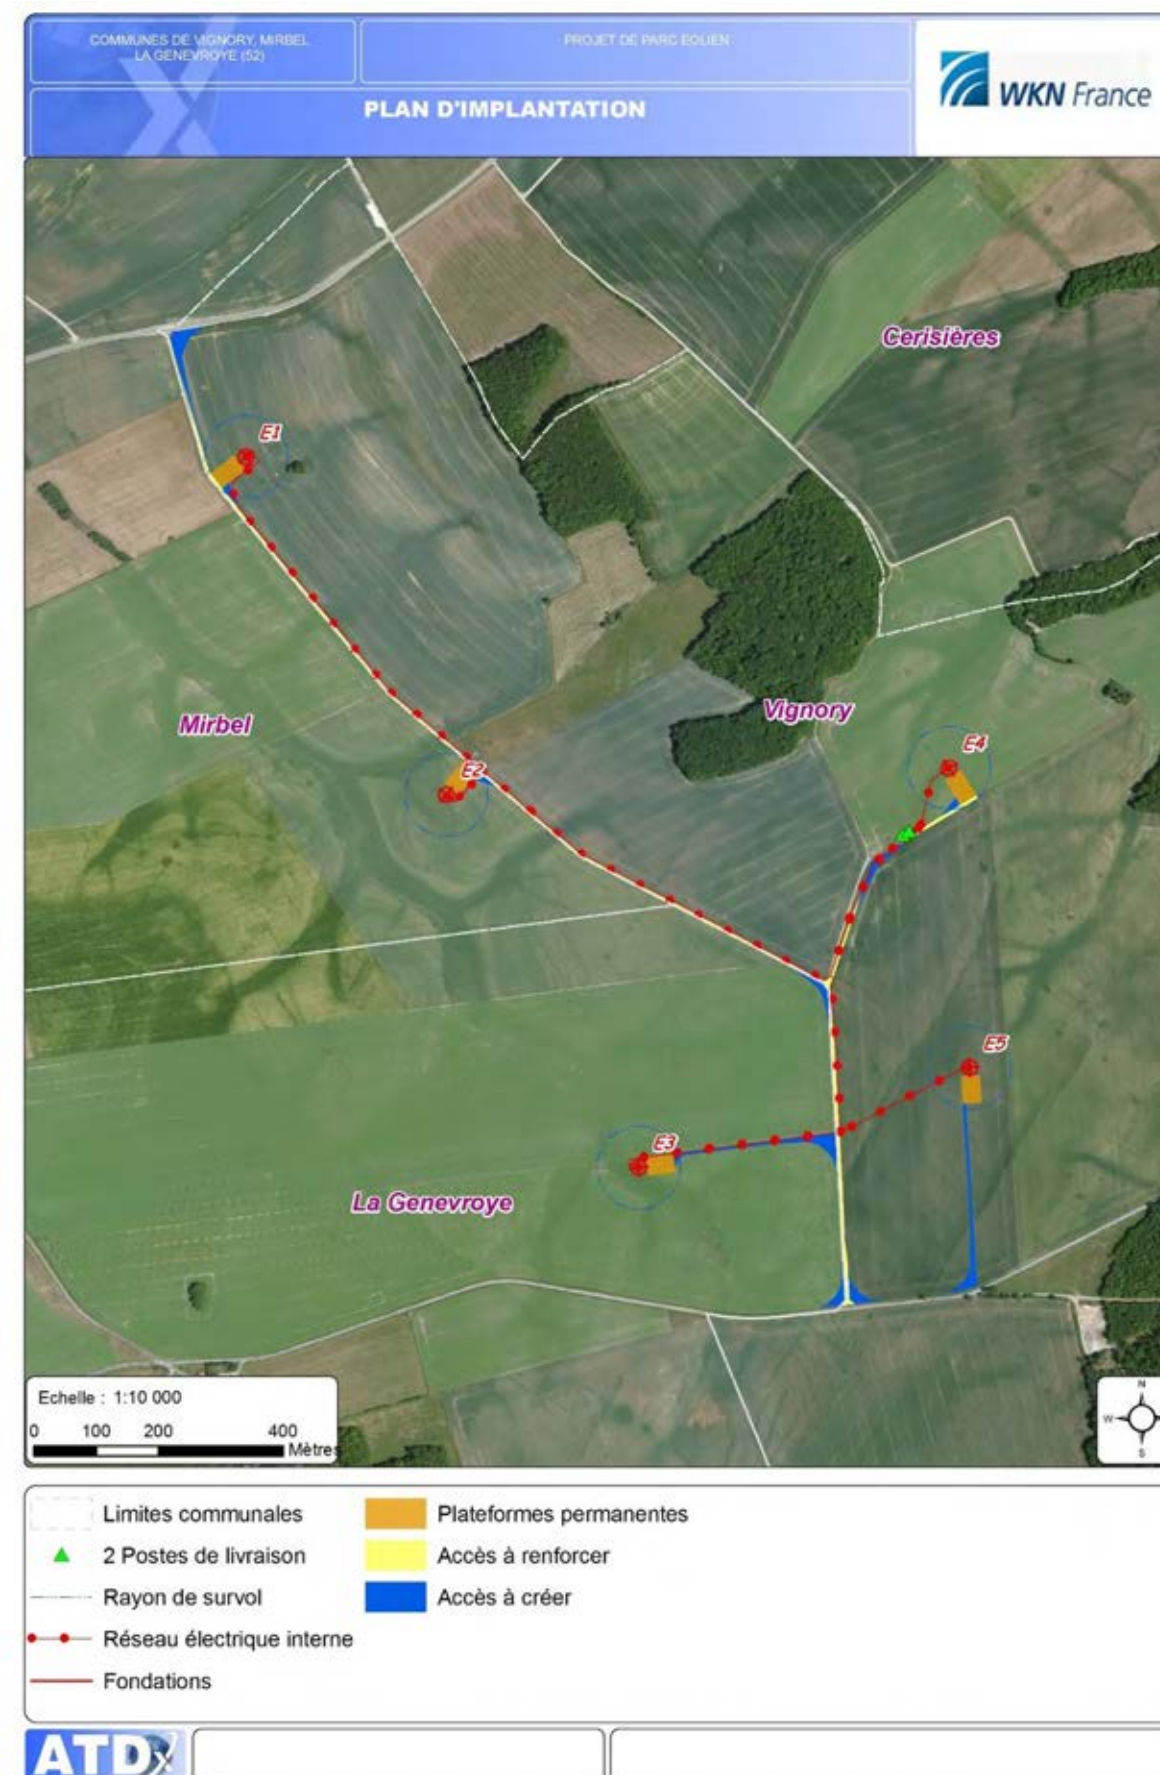 COMMUNES DE VIGNORY, MIRBEL
LA GENEVROYE (52)
PROJET DE PARC EOLIEN
PLAN D'IMPLANTATION
WKN France
Cerisières
E1
Mirbel
Vignory
E2
E4
E5
E3
La Genevroye
Echelle : 1:10 000
0 100 200 400
Mètres
N
W
S
Limites communales
2 Postes de livraison
Rayon de survol
Réseau électrique interne
Fondations
Plateformes permanentes
Accès à renforcer
Accès à créer
ATDx